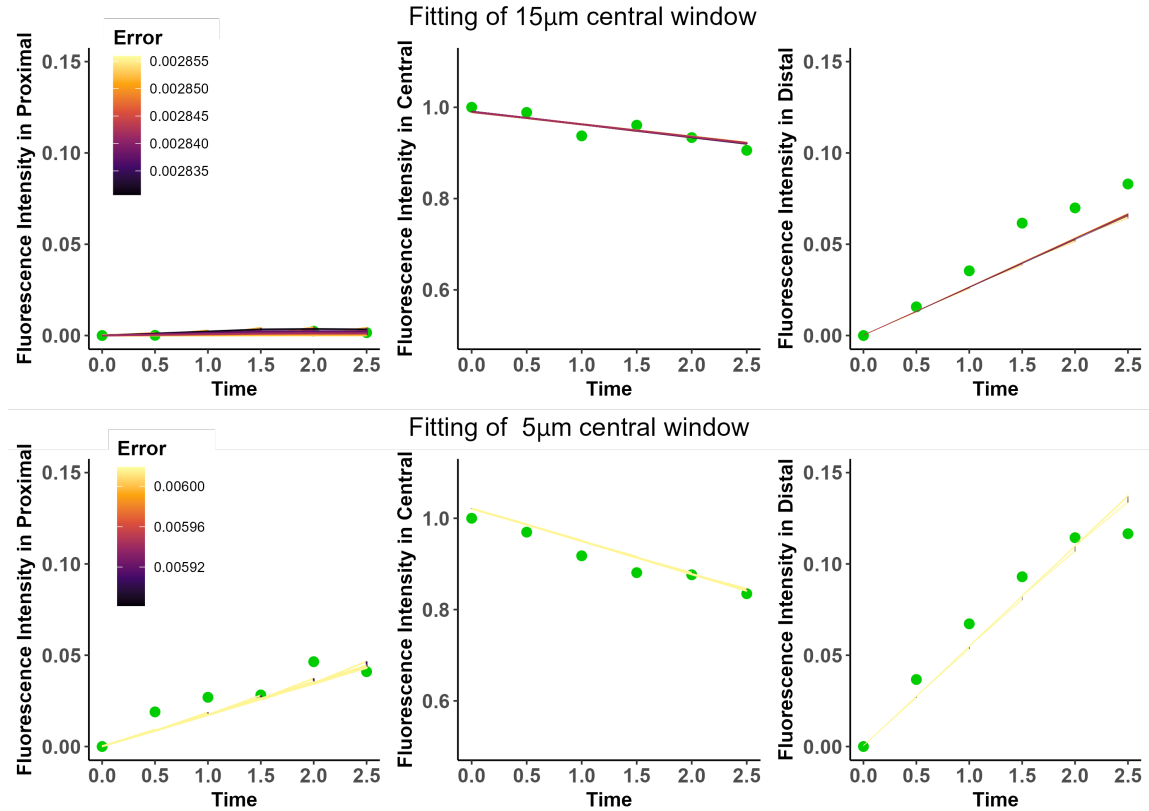 Fitting of 15µm central window
Error
0.002855
0.002850
0.002845
0.002840
0.002835
Fluorescence Intensity in Proximal
0.15
0.10
0.05
0.00
0.0 0.5 1.0 1.5 2.0 2.5
Time
Fluorescence Intensity in Central
1.0
0.8
0.6
0.0 0.5 1.0 1.5 2.0 2.5
Time
Fluorescence Intensity in Distal
0.15
0.10
0.05
0.00
0.0 0.5 1.0 1.5 2.0 2.5
Time
Fitting of 5µm central window
Error
0.00600
0.00596
0.00592
Fluorescence Intensity in Proximal
0.15
0.10
0.05
0.00
0.0 0.5 1.0 1.5 2.0 2.5
Time
Fluorescence Intensity in Central
1.0
0.8
0.6
0.0 0.5 1.0 1.5 2.0 2.5
Time
Fluorescence Intensity in Distal
0.15
0.10
0.05
0.00
0.0 0.5 1.0 1.5 2.0 2.5
Time